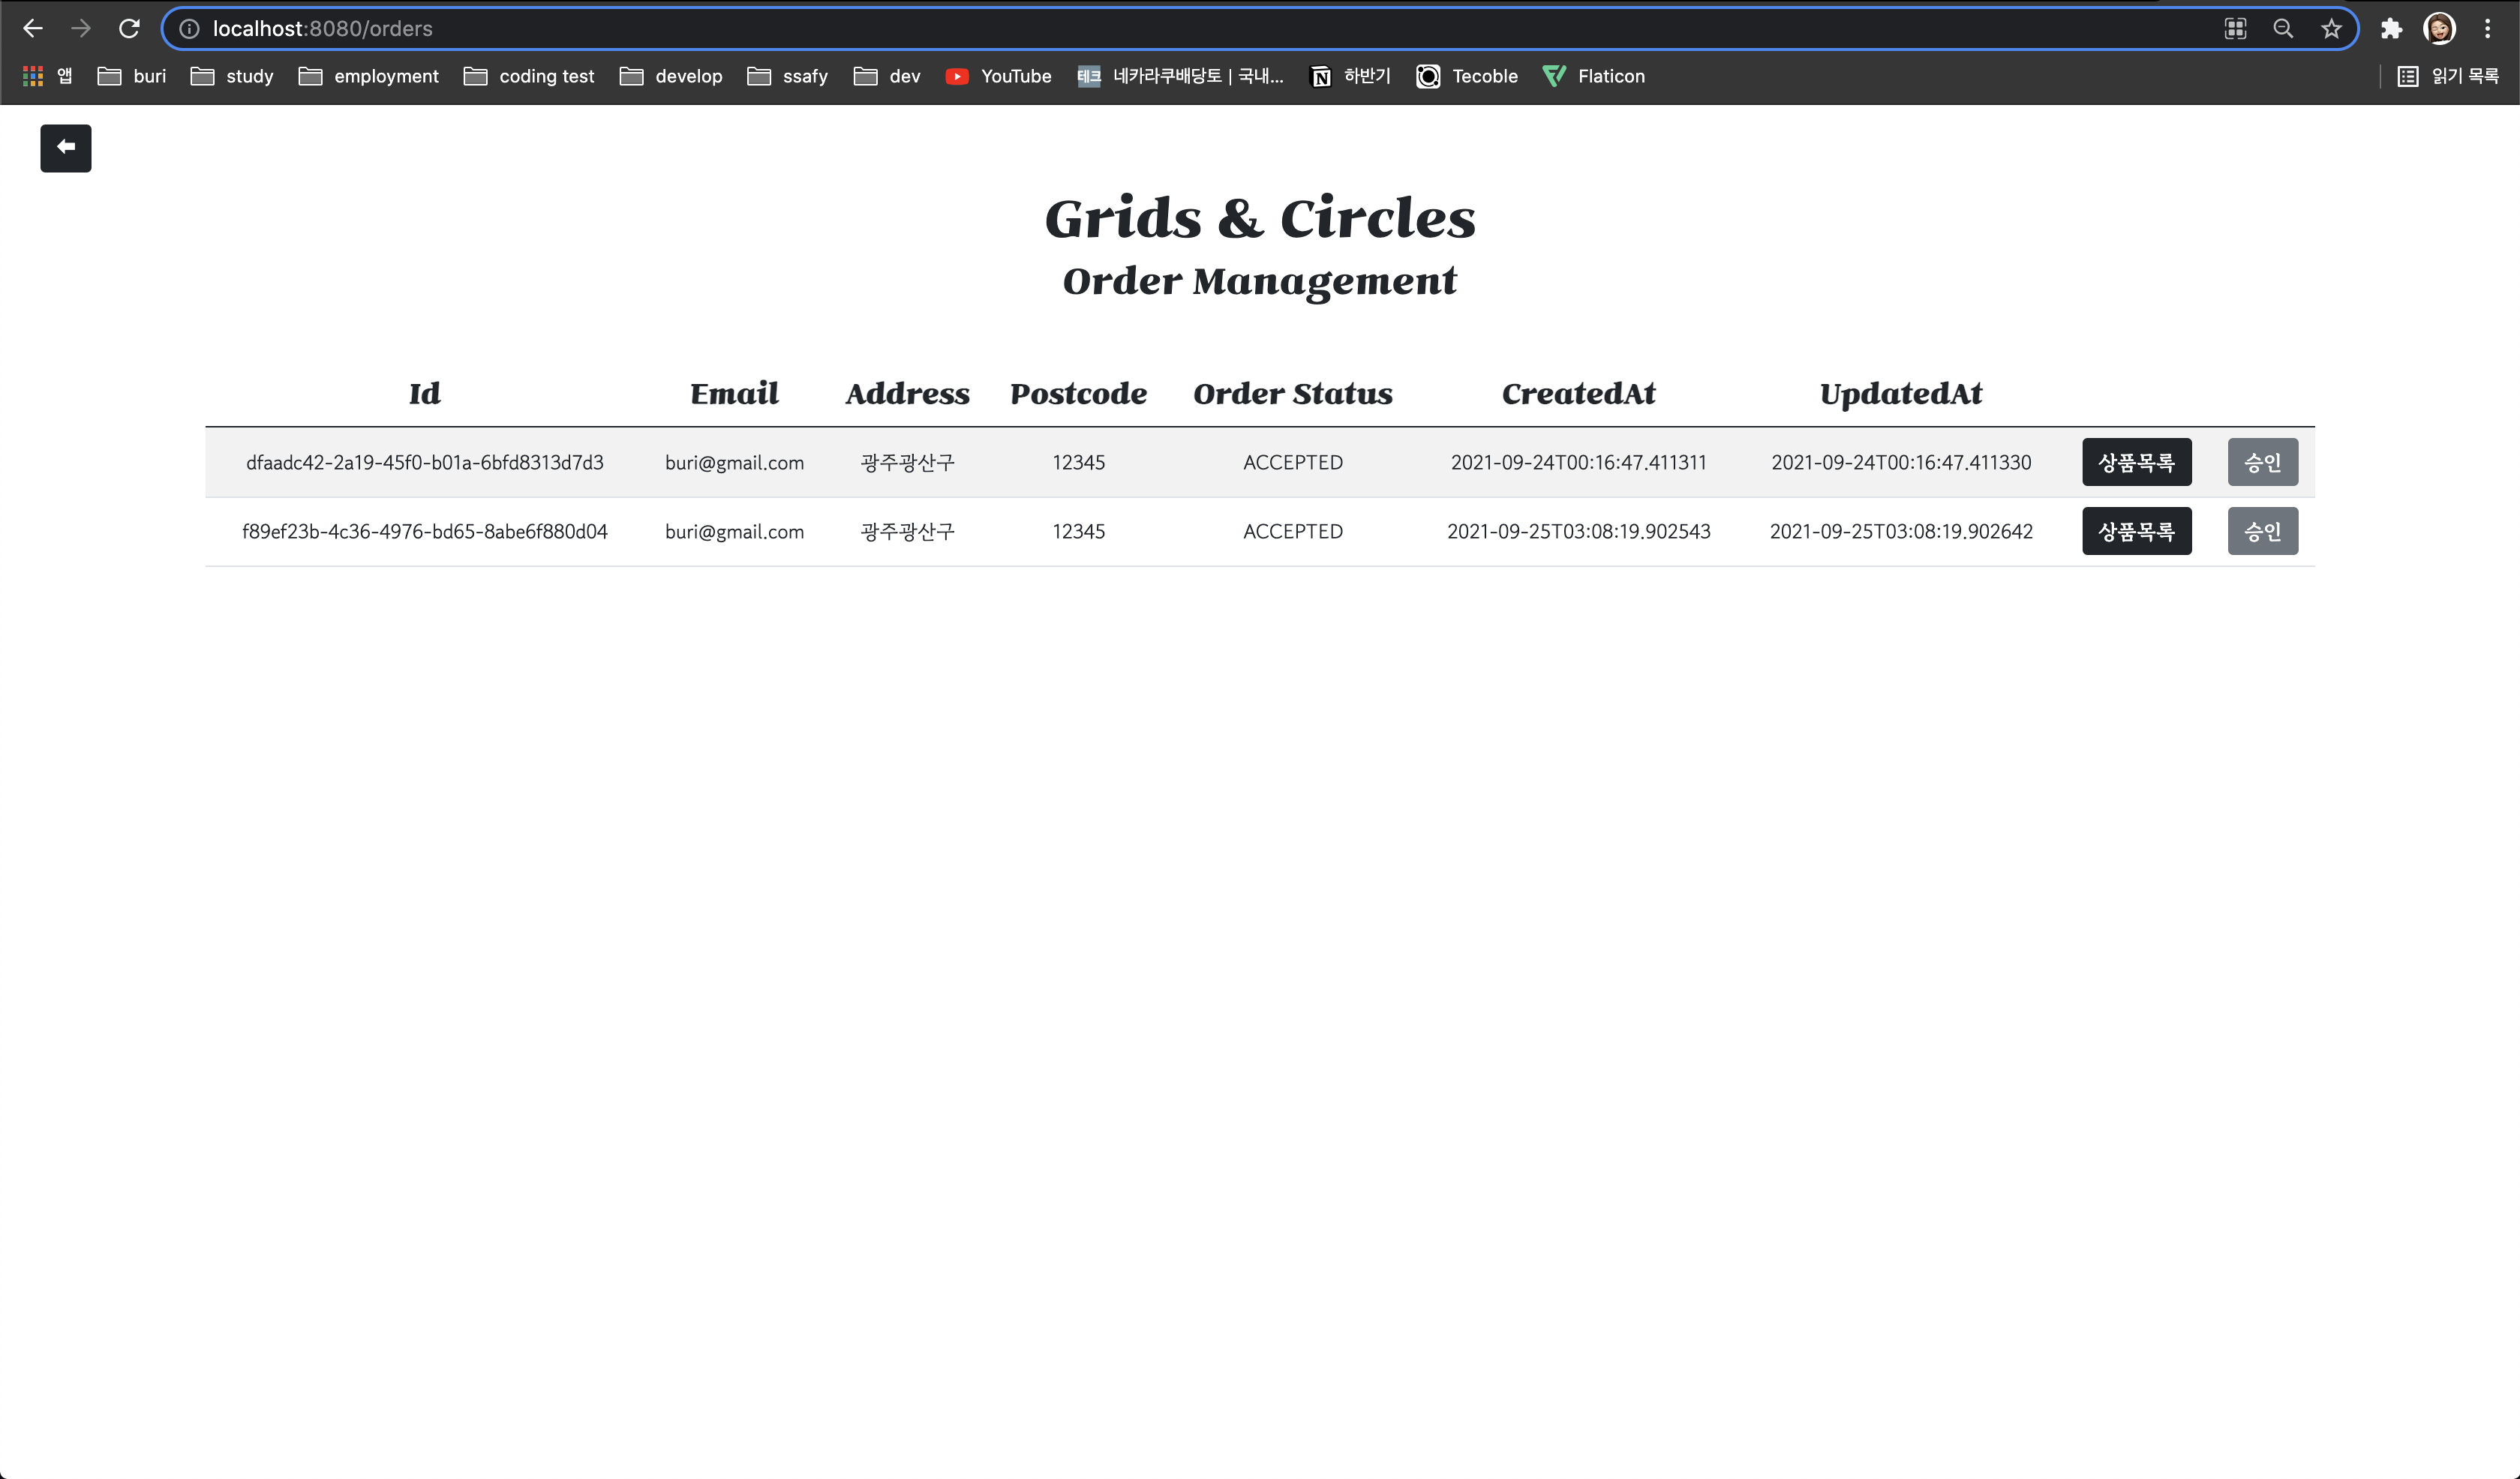 localhost:8080/orders
앱 buri study employment coding test develop ssafy dev YouTube 테크 네카라쿠배당토 | 국내... 하반기 Tecoble Flaticon 읽기 목록
Grids & Circles
Order Management
Id Email Address Postcode Order Status CreatedAt UpdatedAt
dfaadc42-2a19-45f0-b01a-6bfd8313d7d3 buri@gmail.com 광주광산구 12345 ACCEPTED 2021-09-24T00:16:47.411311 2021-09-24T00:16:47.411330 상품목록 승인
f89ef23b-4c36-4976-bd65-8abe6f880d04 buri@gmail.com 광주광산구 12345 ACCEPTED 2021-09-25T03:08:19.902543 2021-09-25T03:08:19.902642 상품목록 승인